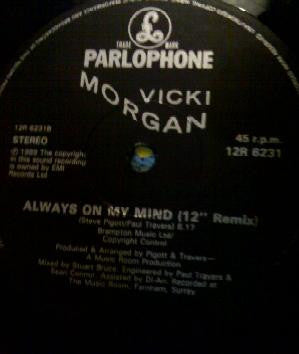 TRADE MARK
PARLOPHONE
VICKI
MORGAN
12R 6231B
STEREO
℗ 1989 The copyright
in this sound recording
is owned by EMI
Records Ltd
45 r.p.m.
12R 6231
ALWAYS ON MY MIND (12" Remix)
(Steve Pigott/Paul Travers) 6.17
Brampton Music Ltd/
Copyright Control
Produced & Arranged by Pigott & Travers—
A Music Room Production
Mixed by Stuart Bruce. Engineered by Paul Travers &
Sean Connor. Assisted by Di-An. Recorded at
The Music Room, Farnham, Surrey